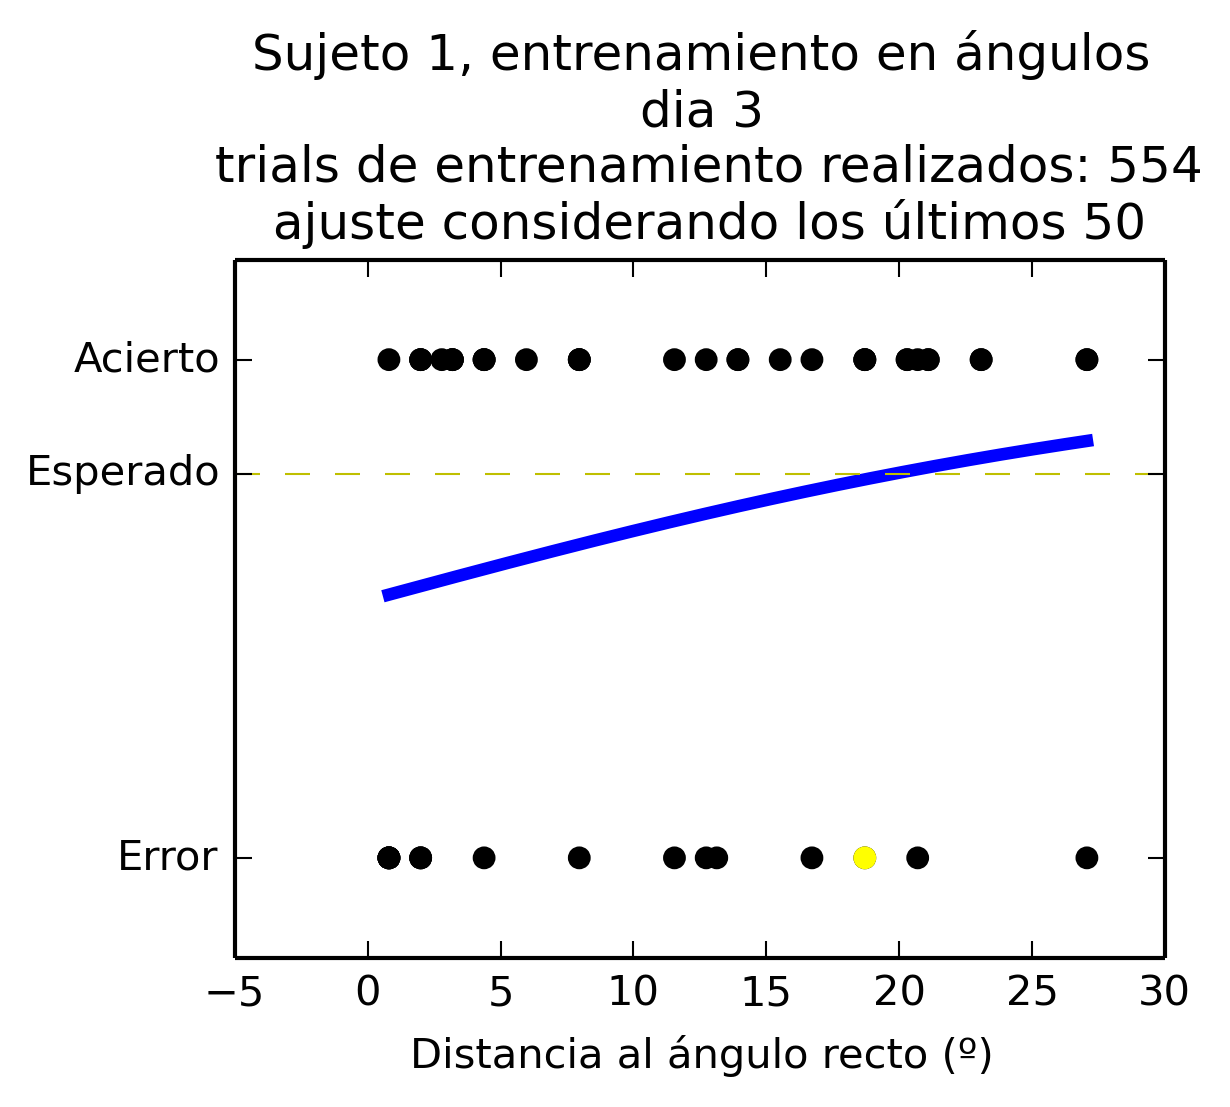 Sujeto 1, entrenamiento en ángulos
dia 3
trials de entrenamiento realizados: 554
ajuste considerando los últimos 50
Acierto
Esperado
Error
−5 0 5 10 15 20 25 30
Distancia al ángulo recto (º)